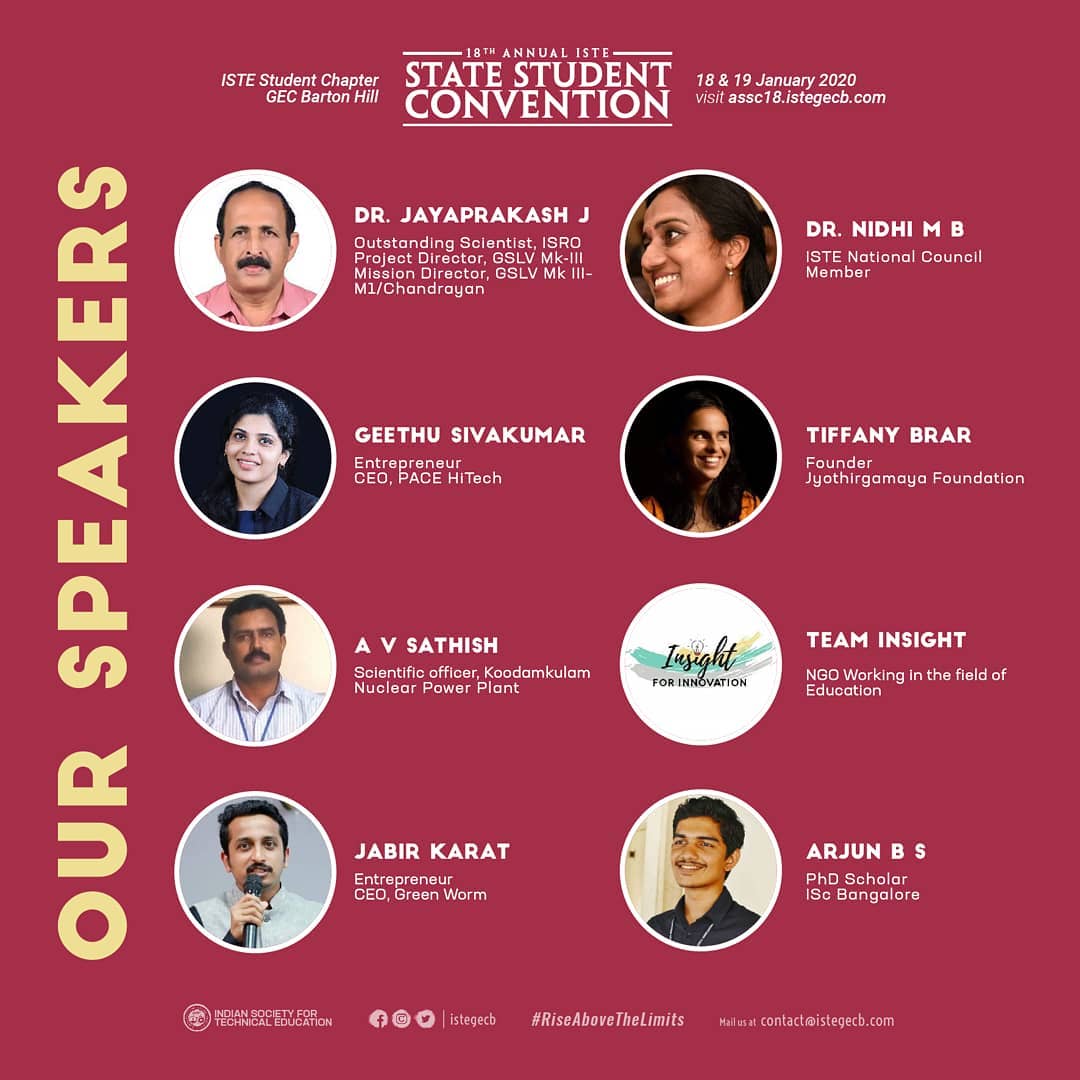 ISTE Student Chapter
GEC Barton Hill
18TH ANNUAL ISTE
STATE STUDENT
CONVENTION
18 & 19 January 2020
visit assc18.istegecb.com
OUR SPEAKERS
DR. JAYAPRAKASH J
Outstanding Scientist, ISRO
Project Director, GSLV Mk-III
Mission Director, GSLV Mk III-
M1/Chandrayan
DR. NIDHI M B
ISTE National Council
Member
GEETHU SIVAKUMAR
Entrepreneur
CEO, PACE HiTech
TIFFANY BRAR
Founder
Jyothirgamaya Foundation
A V SATHISH
Scientific officer, Koodamkulam
Nuclear Power Plant
Insight
FOR INNOVATION
TEAM INSIGHT
NGO Working in the field of
Education
JABIR KARAT
Entrepreneur
CEO, Green Worm
ARJUN B S
PhD Scholar
ISc Bangalore
INDIAN SOCIETY FOR
TECHNICAL EDUCATION
istegecb
#RiseAboveTheLimits
Mail us at contact@istegecb.com